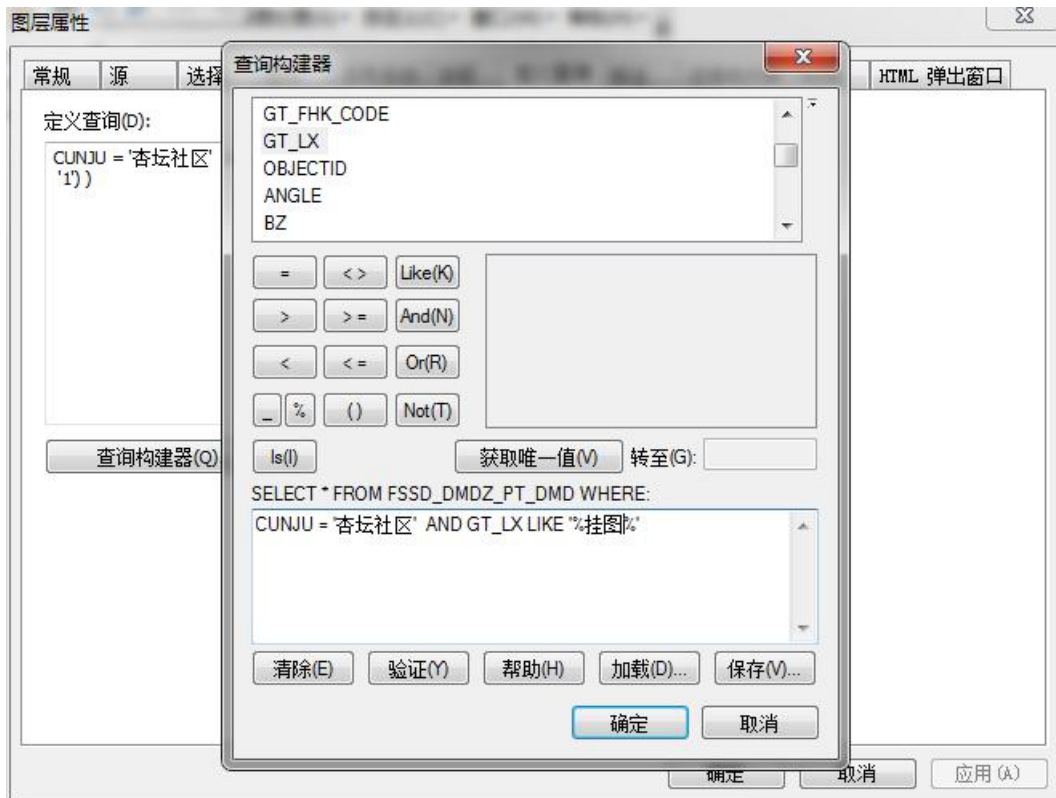 图层属性
常规
源
选择
HTML 弹出窗口
定义查询(D):
CUNJU = '杏坛社区'
'1') )
查询构建器(Q)
查询构建器
GT_FHK_CODE
GT_LX
OBJECTID
ANGLE
BZ
= < > Like(K)
> > = And(N)
< < = Or(R)
_ % ( ) Not(T)
Is(I)
获取唯一值(V) 转至(G):
SELECT * FROM FSSD_DMDZ_PT_DMD WHERE:
CUNJU = '杏坛社区' AND GT_LX LIKE '%挂图%'
清除(E) 验证(Y) 帮助(H) 加载(D)... 保存(V)...
确定 取消
确定 取消 应用(A)